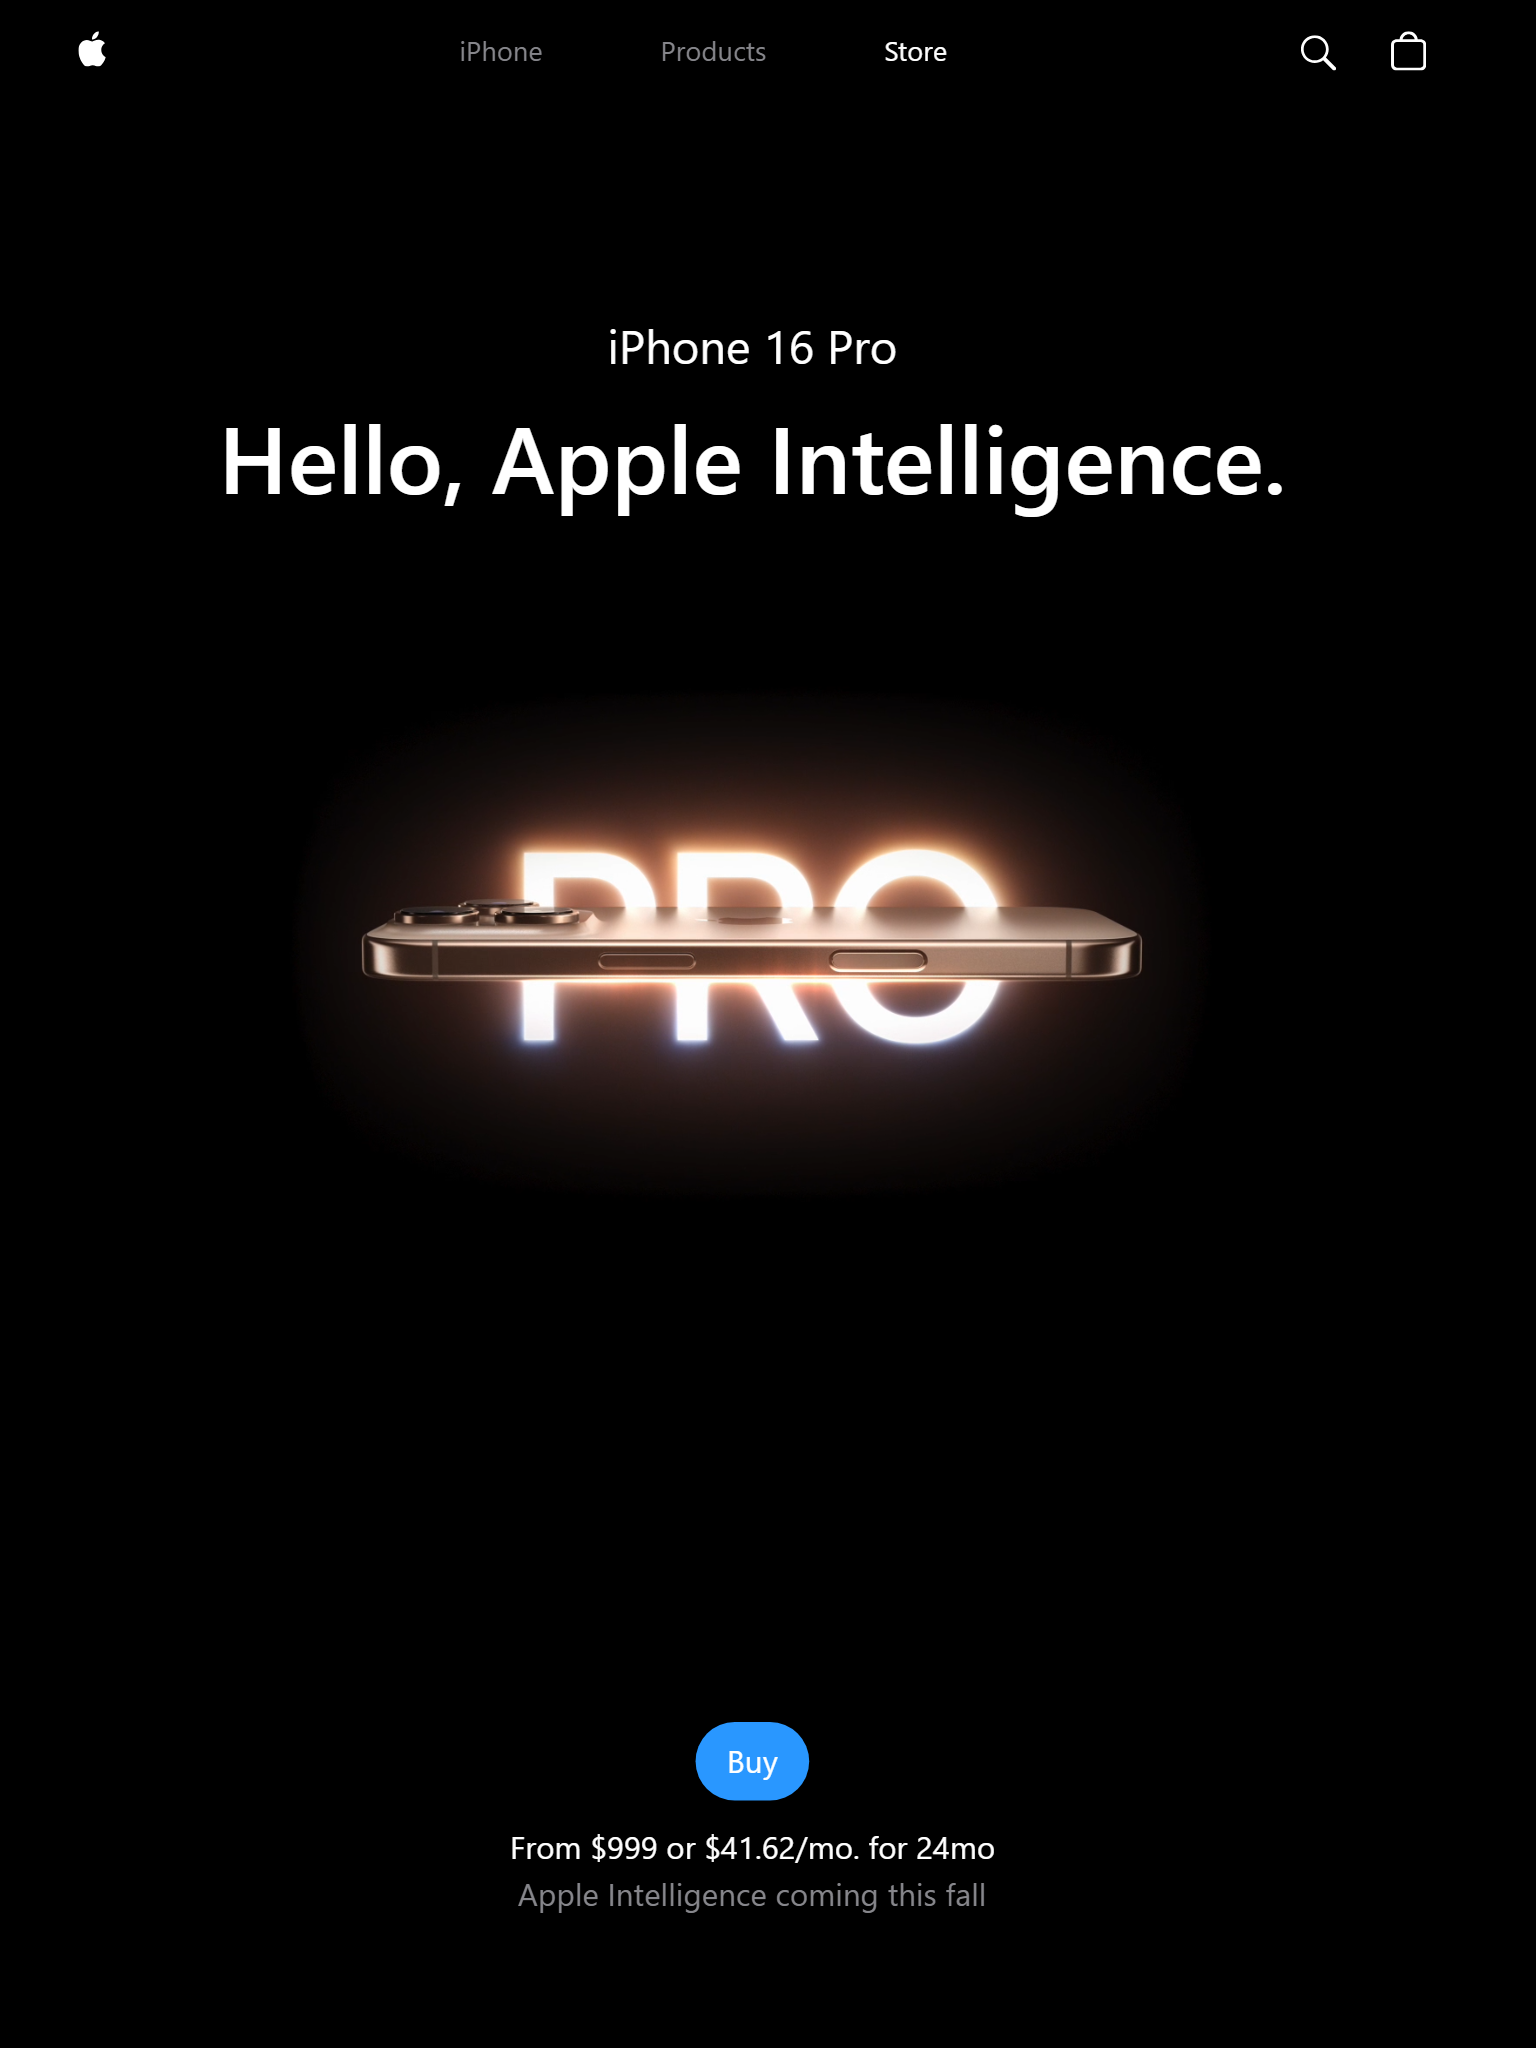 iPhone Products Store
iPhone 16 Pro
Hello, Apple Intelligence.
PRO
Buy
From $999 or $41.62/mo. for 24mo
Apple Intelligence coming this fall